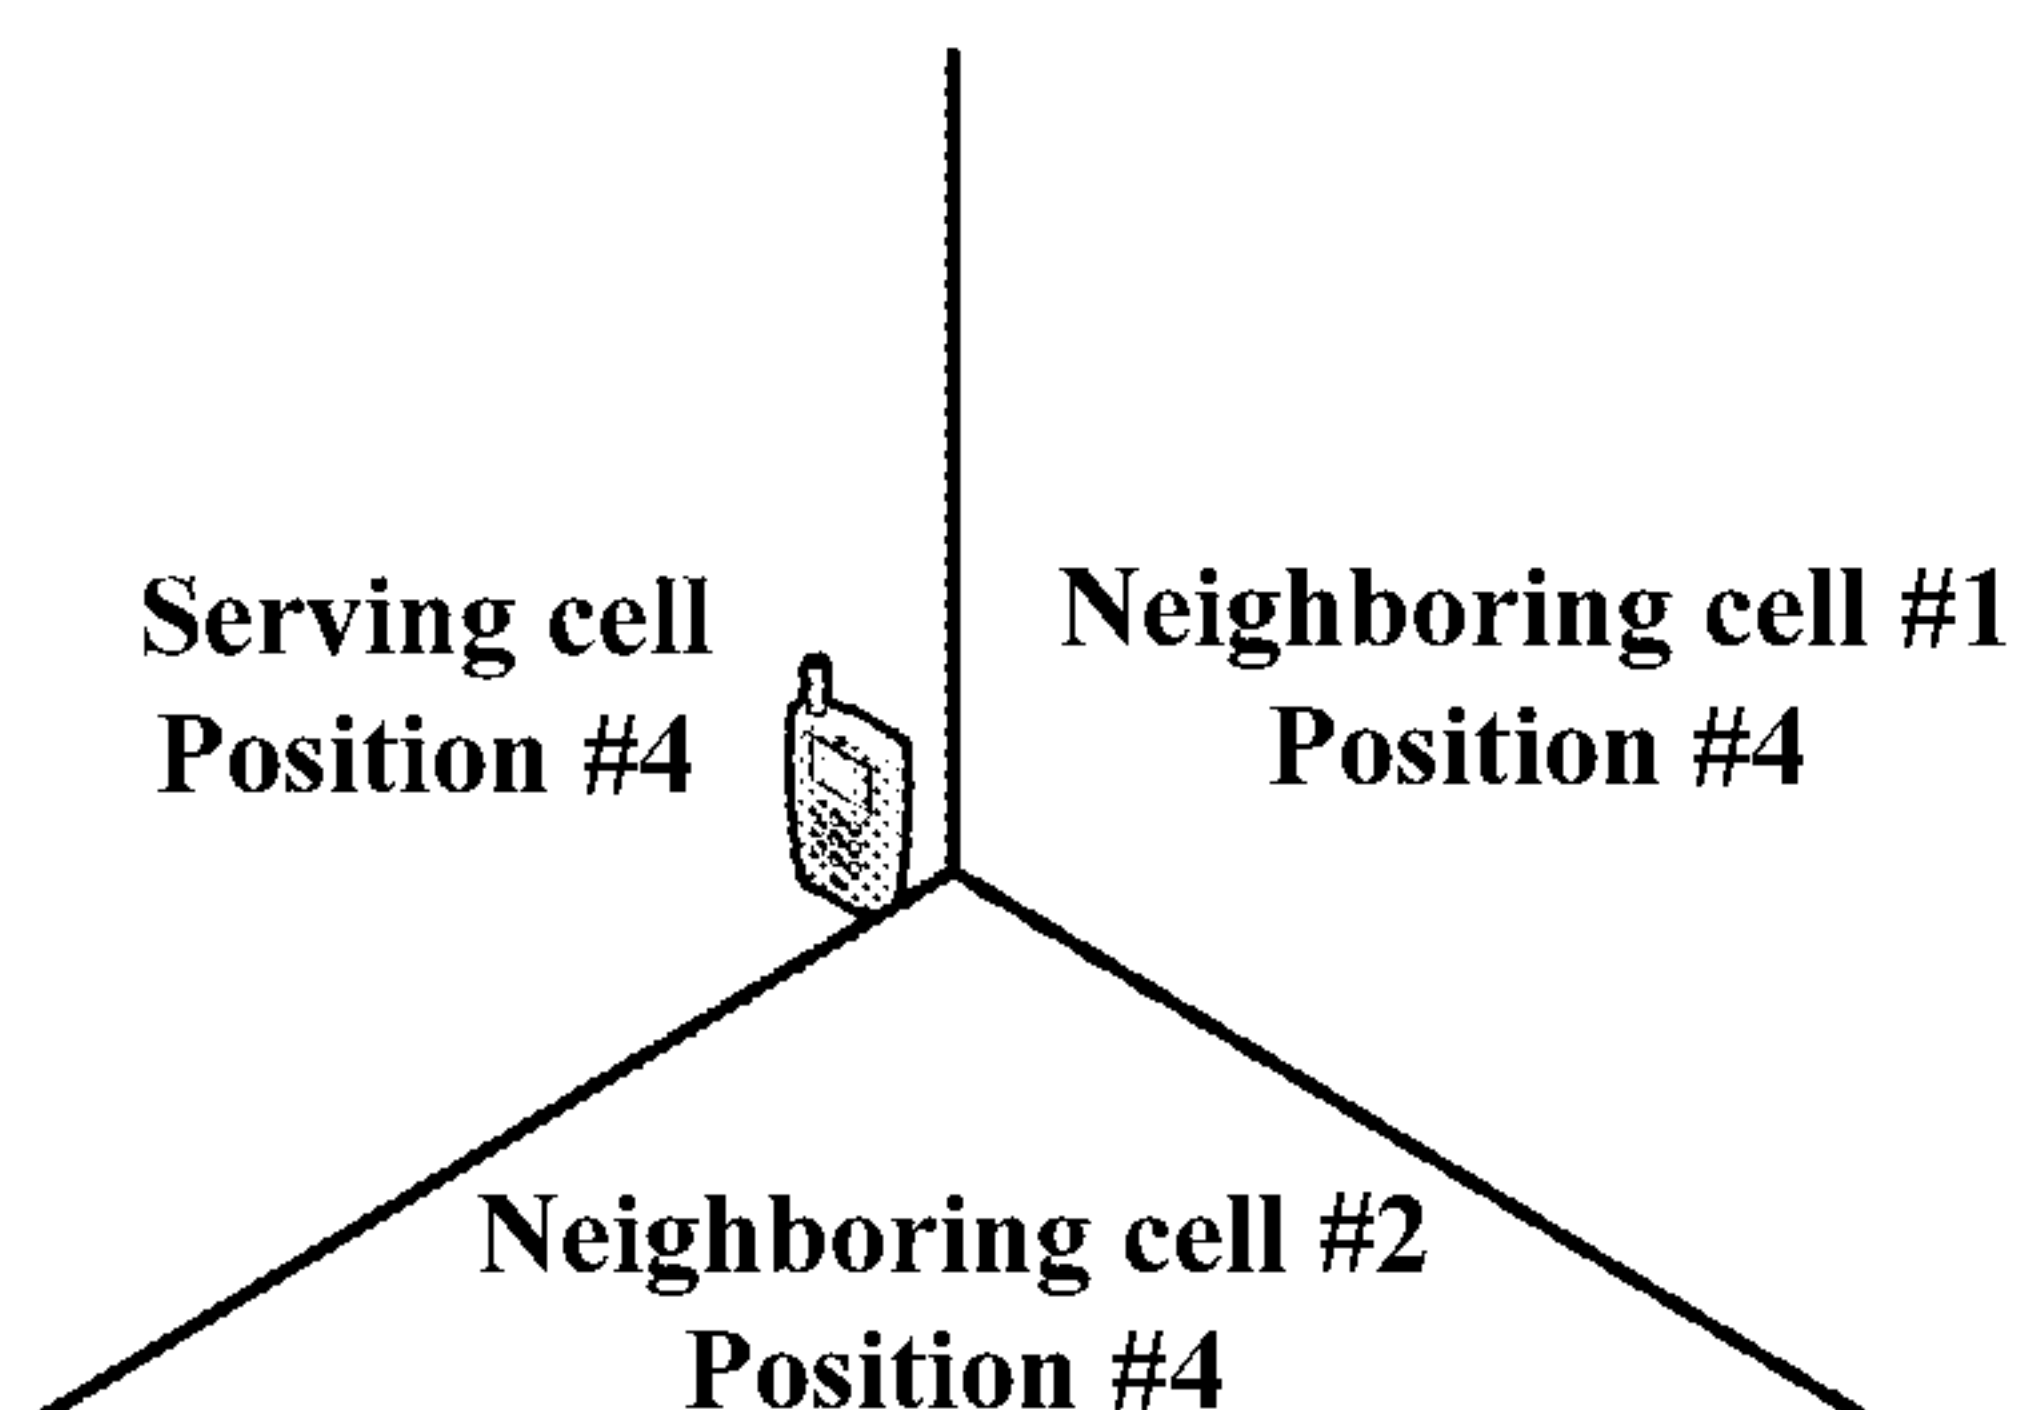 Serving cell
Position #4
Neighboring cell #1
Position #4
Neighboring cell #2
Position #4